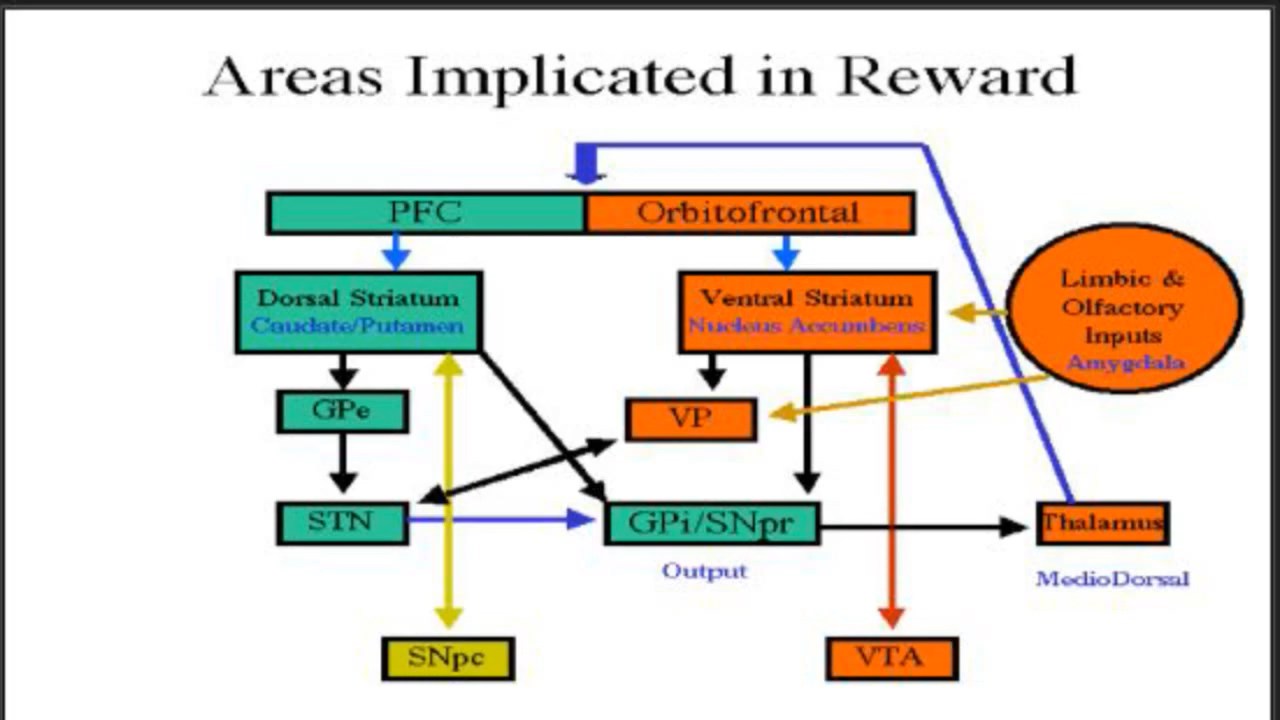 Areas Implicated in Reward
PFC
Orbitofrontal
Dorsal Striatum
Caudate/Putamen
Ventral Striatum
Nucleus Accumbens
Limbic &
Olfactory
Inputs
Amygdala
GPe
VP
STN
GPi/SNpr
Thalamus
Output
MedioDorsal
SNpc
VTA